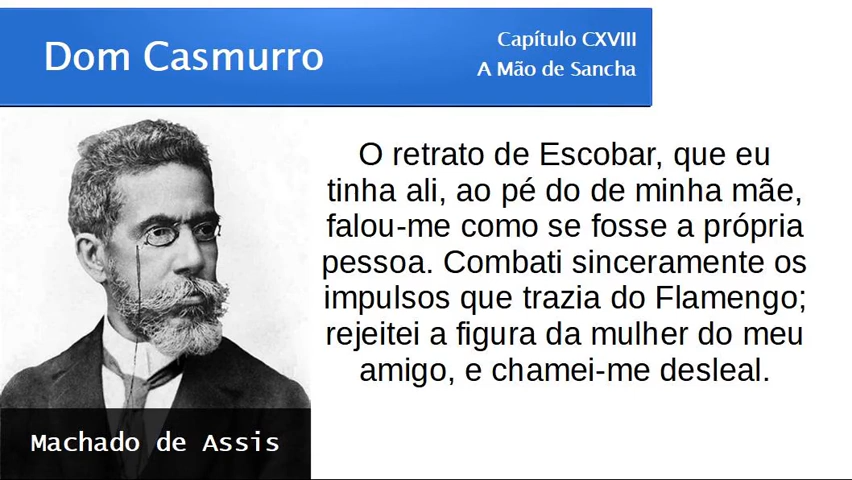 Dom Casmurro
Capítulo CXVIII
A Mão de Sancha
O retrato de Escobar, que eu
tinha ali, ao pé do de minha mãe,
falou-me como se fosse a própria
pessoa. Combati sinceramente os
impulsos que trazia do Flamengo;
rejeitei a figura da mulher do meu
amigo, e chamei-me desleal.
Machado de Assis